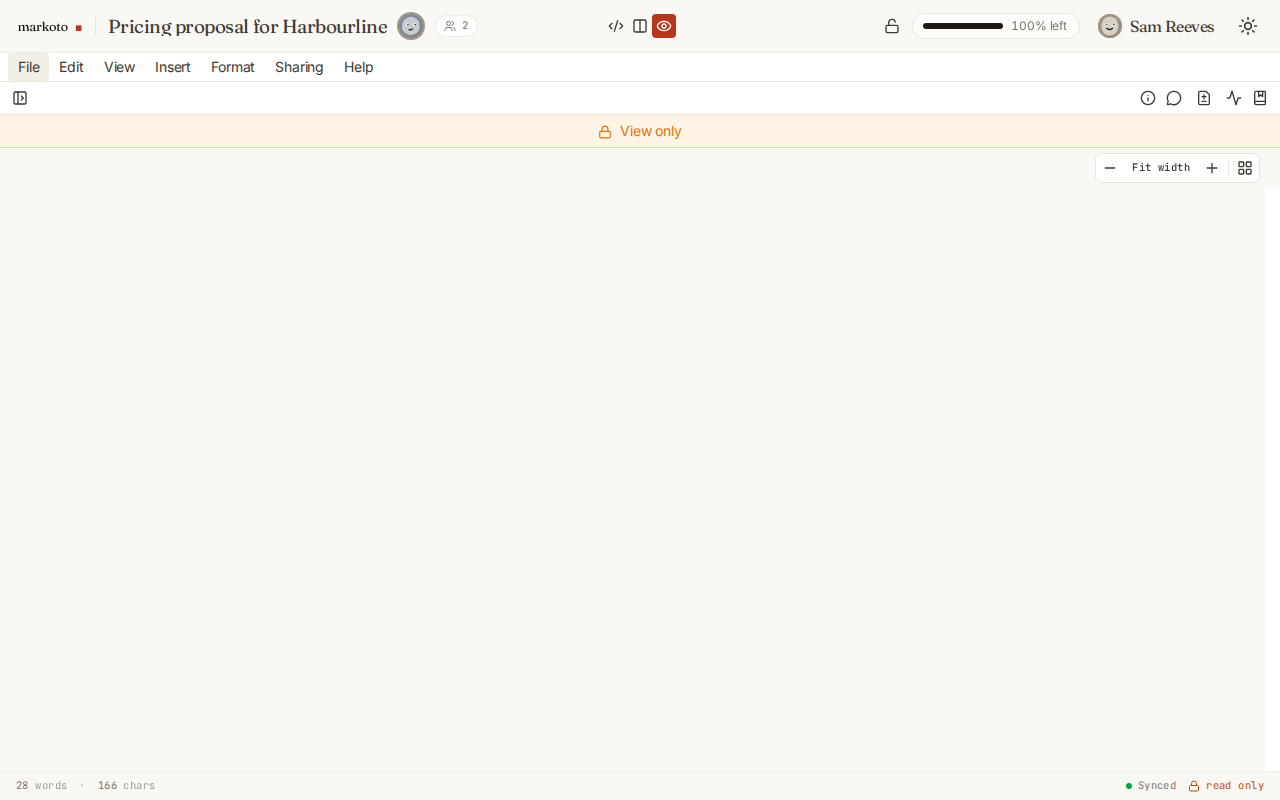 markoto
Pricing proposal for Harbourline
2
100% left
Sam Reeves
File Edit View Insert Format Sharing Help
View only
Fit width
28 words · 166 chars
Synced read only